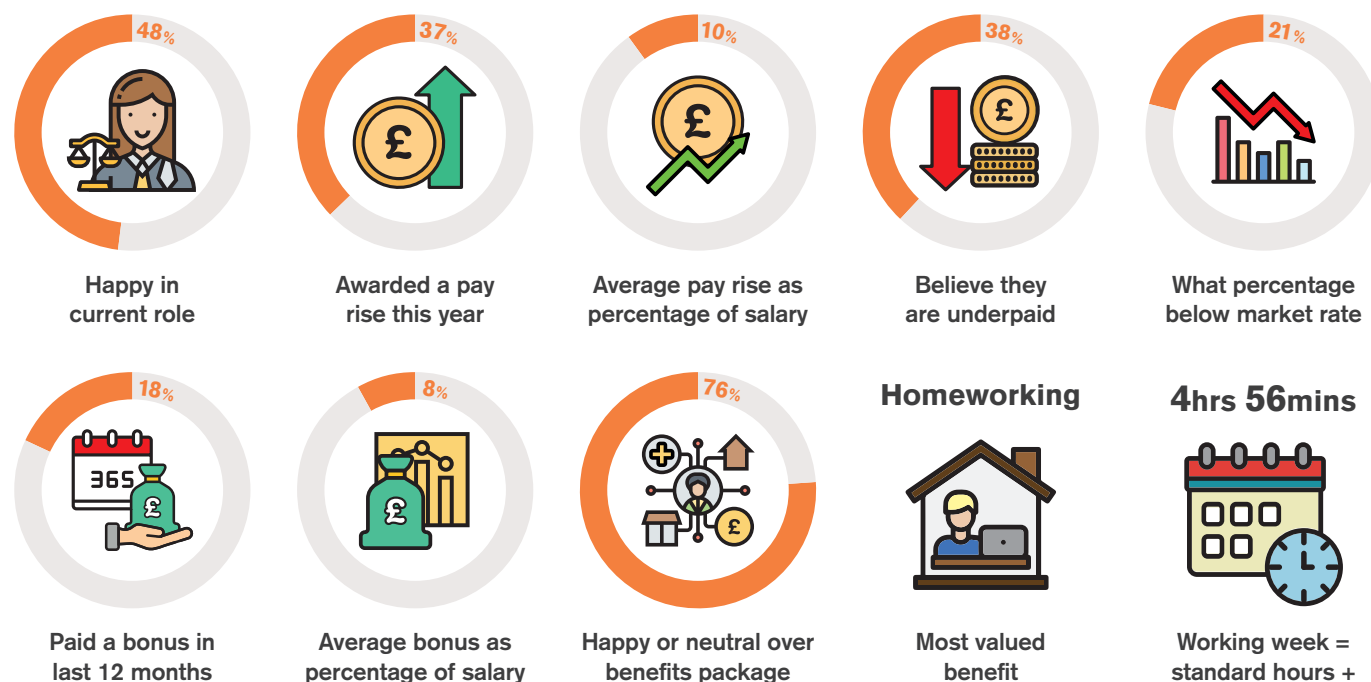 48%
Happy in
current role
37%
Awarded a pay
rise this year
£
10%
Average pay rise as
percentage of salary
£
38%
Believe they
are underpaid
£
21%
What percentage
below market rate
18%
Paid a bonus in
last 12 months
365
£
8%
Average bonus as
percentage of salary
£
76%
Happy or neutral over
benefits package
£
Homeworking
Most valued
benefit
4hrs 56mins
Working week =
standard hours +